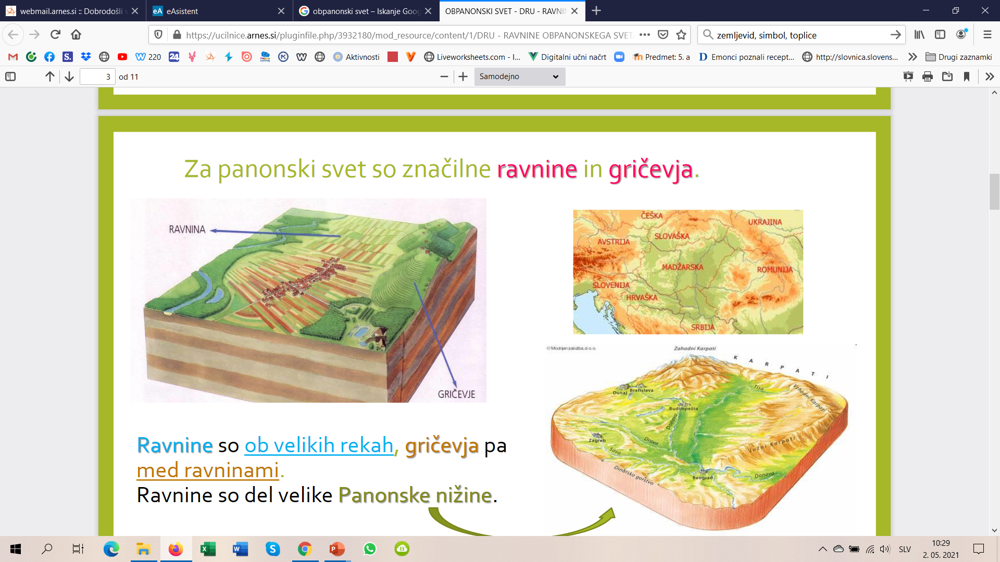 webmail.arnes.si :: Dobrodošli v
eAsistent
obpanonski svet – Iskanje Goog
OBPANONSKI SVET - DRU - RAVNIN
https://ucilnice.arnes.si/pluginfile.php/3932180/mod_resource/content/1/DRU - RAVNINE OBPANONSKEGA SVET
zemljevid, simbol, toplice
220
Aktivnosti
Liveworksheets.com - I...
Digitalni učni načrt
Predmet: 5. a
Emonci poznali recept...
http://slovnica.slovens...
Drugi zaznamki
3 od 11
Samodejno
Za panonski svet so značilne ravnine in gričevja.
RAVNINA
GRIČEVJE
ČEŠKA
UKRAJINA
SLOVAŠKA
AVSTRIJA
MADŽARSKA
ROMUNIJA
SLOVENIJA
HRVAŠKA
SRBIJA
© Modrijan založba, d. o. o.
Zahodni Karpati
KARPATI
Dunaj
Bratislava
Tisa
Vzhodni Karpati
Budimpešta
Donava
Zagreb
Drava
Sava
Južni Karpati
Dinarsko gorstvo
Beograd
Donava
Ravnine so ob velikih rekah, gričevja pa
med ravninami.
Ravnine so del velike Panonske nižine.
SLV
10:29
2. 05. 2021